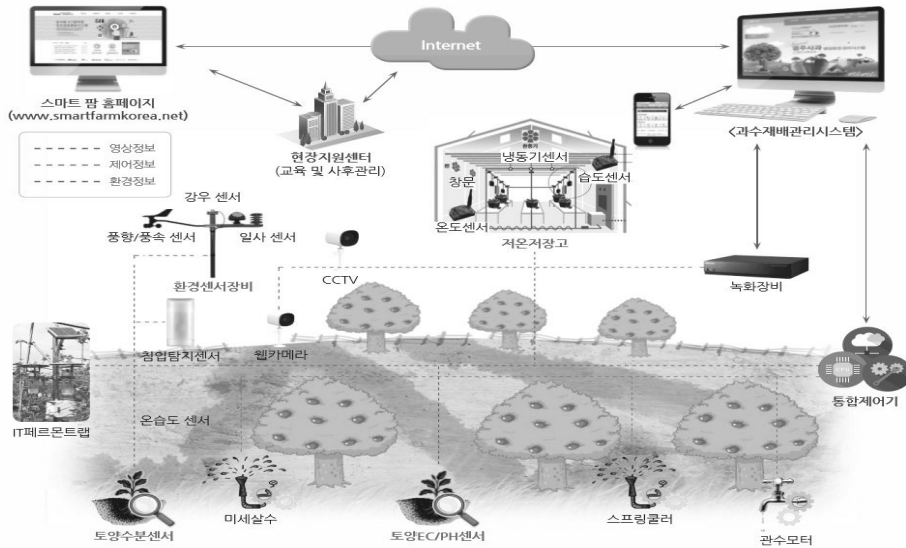 Internet
스마트 팜 홈페이지
(www.smartfarmkorea.net)
영상정보
제어정보
환경정보
현장지원센터
(교육 및 사후관리)
환풍기
냉동기센서
창문
습도센서
온도센서
저온저장고
<과수재배관리시스템>
강우 센서
풍향/풍속 센서
일사 센서
환경센서장비
CCTV
녹화장비
침입탐지센서
웹카메라
IT페르몬트랩
온습도 센서
CPU
통합제어기
토양수분센서
미세살수
토양EC/PH센서
스프링쿨러
관수모터